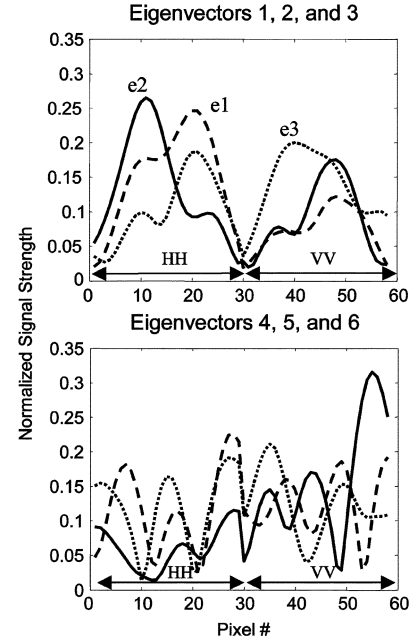 Eigenvectors 1, 2, and 3
0.35
0.3
0.25
0.2
0.15
0.1
0.05
0
e2
e1
e3
HH
VV
0 10 20 30 40 50 60
Eigenvectors 4, 5, and 6
0.35
0.3
0.25
0.2
0.15
0.1
0.05
0
HH
VV
0 10 20 30 40 50 60
Pixel #
Normalized Signal Strength